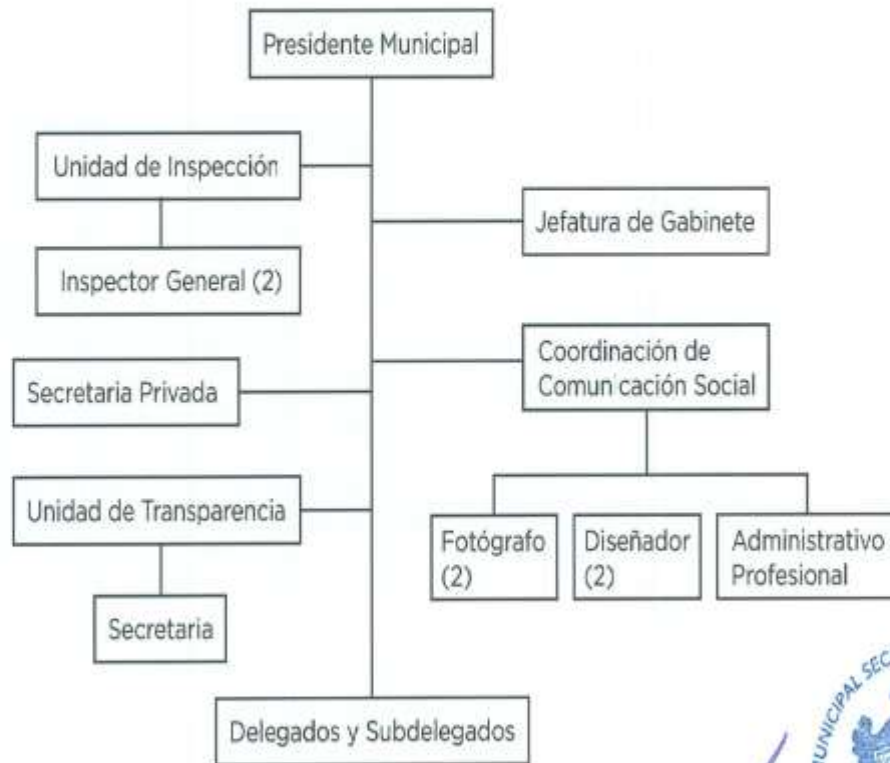 Presidente Municipal
Unidad de Inspección
Jefatura de Gabinete
Inspector General (2)
Coordinación de
Comun cación Social
Secretaria Privada
Unidad de Transparencia
Fotógrafo
(2)
Diseñador
(2)
Administrativo
Profesional
Secretaria
Delegados y Subdelegados
MUNICIPAL